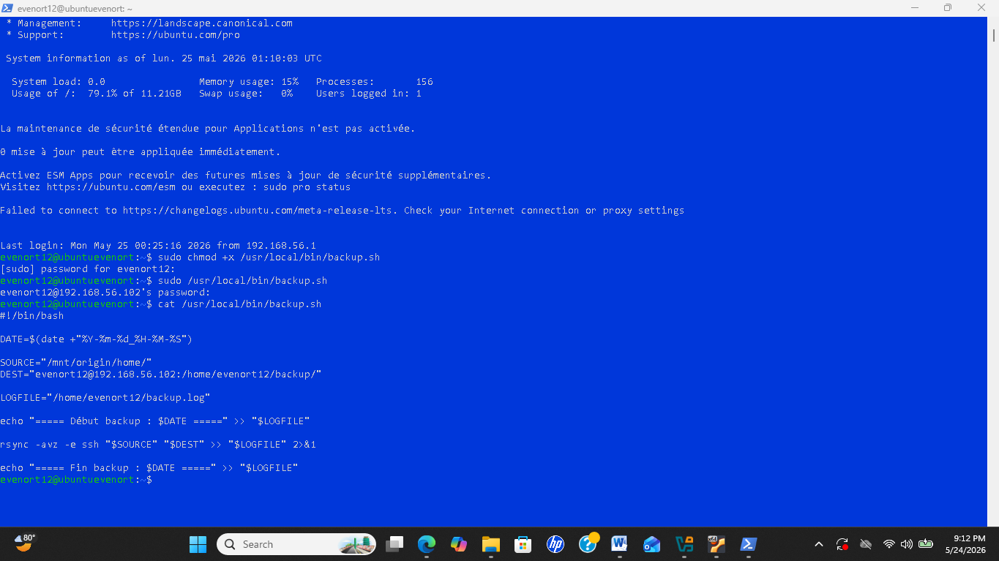 evenort12@ubuntuevenort: ~
* Management:     https://landscape.canonical.com
* Support:        https://ubuntu.com/pro
System information as of lun. 25 mai 2026 01:10:03 UTC
System load: 0.0                Memory usage: 15%   Processes:       156
Usage of /:  79.1% of 11.21GB   Swap usage:   0%    Users logged in: 1
La maintenance de sécurité étendue pour Applications n'est pas activée.
0 mise à jour peut être appliquée immédiatement.
Activez ESM Apps pour recevoir des futures mises à jour de sécurité supplémentaires.
Visitez https://ubuntu.com/esm ou executez : sudo pro status
Failed to connect to https://changelogs.ubuntu.com/meta-release-lts. Check your Internet connection or proxy settings
Last login: Mon May 25 00:25:16 2026 from 192.168.56.1
evenort12@ubuntuevenort:~$ sudo chmod +x /usr/local/bin/backup.sh
[sudo] password for evenort12:
evenort12@ubuntuevenort:~$ sudo /usr/local/bin/backup.sh
evenort12@192.168.56.102's password:
evenort12@ubuntuevenort:~$ cat /usr/local/bin/backup.sh
#!/bin/bash
DATE=$(date +"%Y-%m-%d_%H-%M-%S")
SOURCE="/mnt/origin/home/"
DEST="evenort12@192.168.56.102:/home/evenort12/backup/"
LOGFILE="/home/evenort12/backup.log"
echo "===== Début backup : $DATE =====" >> "$LOGFILE"
rsync -avz -e ssh "$SOURCE" "$DEST" >> "$LOGFILE" 2>&1
echo "===== Fin backup : $DATE =====" >> "$LOGFILE"
evenort12@ubuntuevenort:~$
80°
Search
hp
W
x64
9:12 PM
5/24/2026